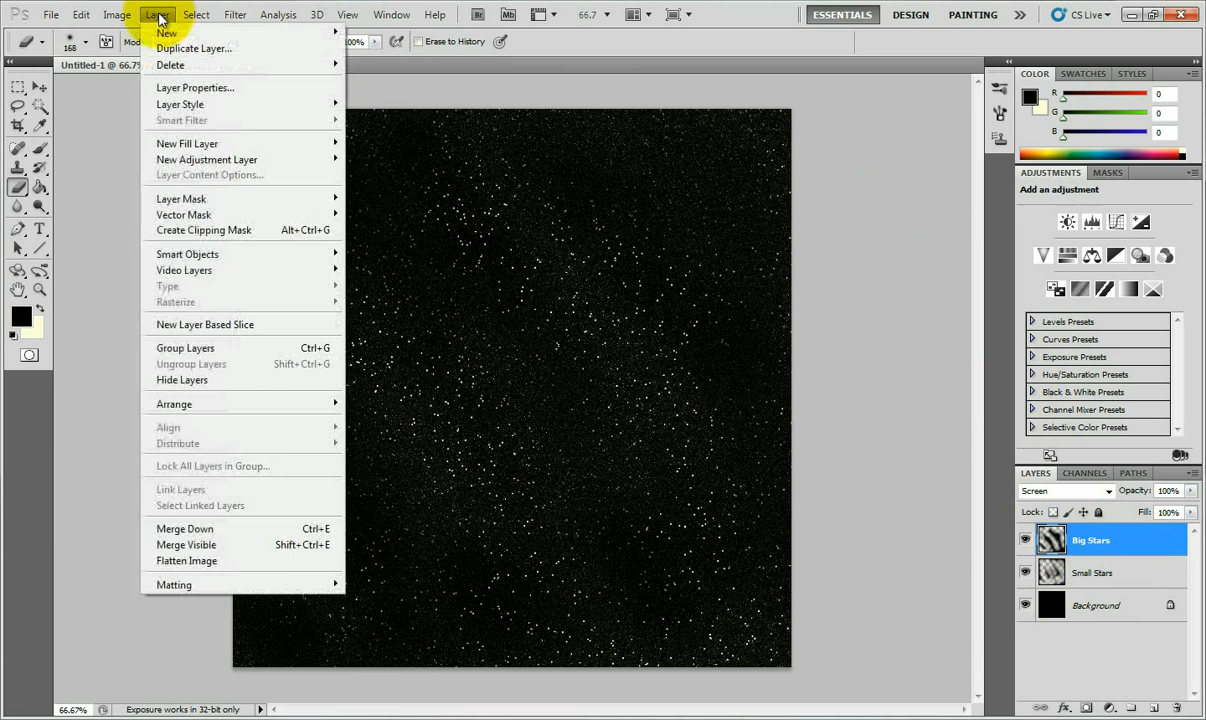 Ps File Edit Image Layer Select Filter Analysis 3D View Window Help Br Mb 66.7 ESSENTIALS DESIGN PAINTING CS Live
168 100% Erase to History
Untitled-1 @ 66.7%
New
Duplicate Layer...
Delete
Layer Properties...
Layer Style
Smart Filter
New Fill Layer
New Adjustment Layer
Layer Content Options...
Layer Mask
Vector Mask
Create Clipping Mask Alt+Ctrl+G
Smart Objects
Video Layers
Type
Rasterize
New Layer Based Slice
Group Layers Ctrl+G
Ungroup Layers Shift+Ctrl+G
Hide Layers
Arrange
Align
Distribute
Lock All Layers in Group...
Link Layers
Select Linked Layers
Merge Down Ctrl+E
Merge Visible Shift+Ctrl+E
Flatten Image
Matting
COLOR SWATCHES STYLES
R 0
G 0
B 0
ADJUSTMENTS MASKS
Add an adjustment
Levels Presets
Curves Presets
Exposure Presets
Hue/Saturation Presets
Black & White Presets
Channel Mixer Presets
Selective Color Presets
LAYERS CHANNELS PATHS
Screen Opacity: 100%
Lock: Fill: 100%
Big Stars
Small Stars
Background
66.67% Exposure works in 32-bit only